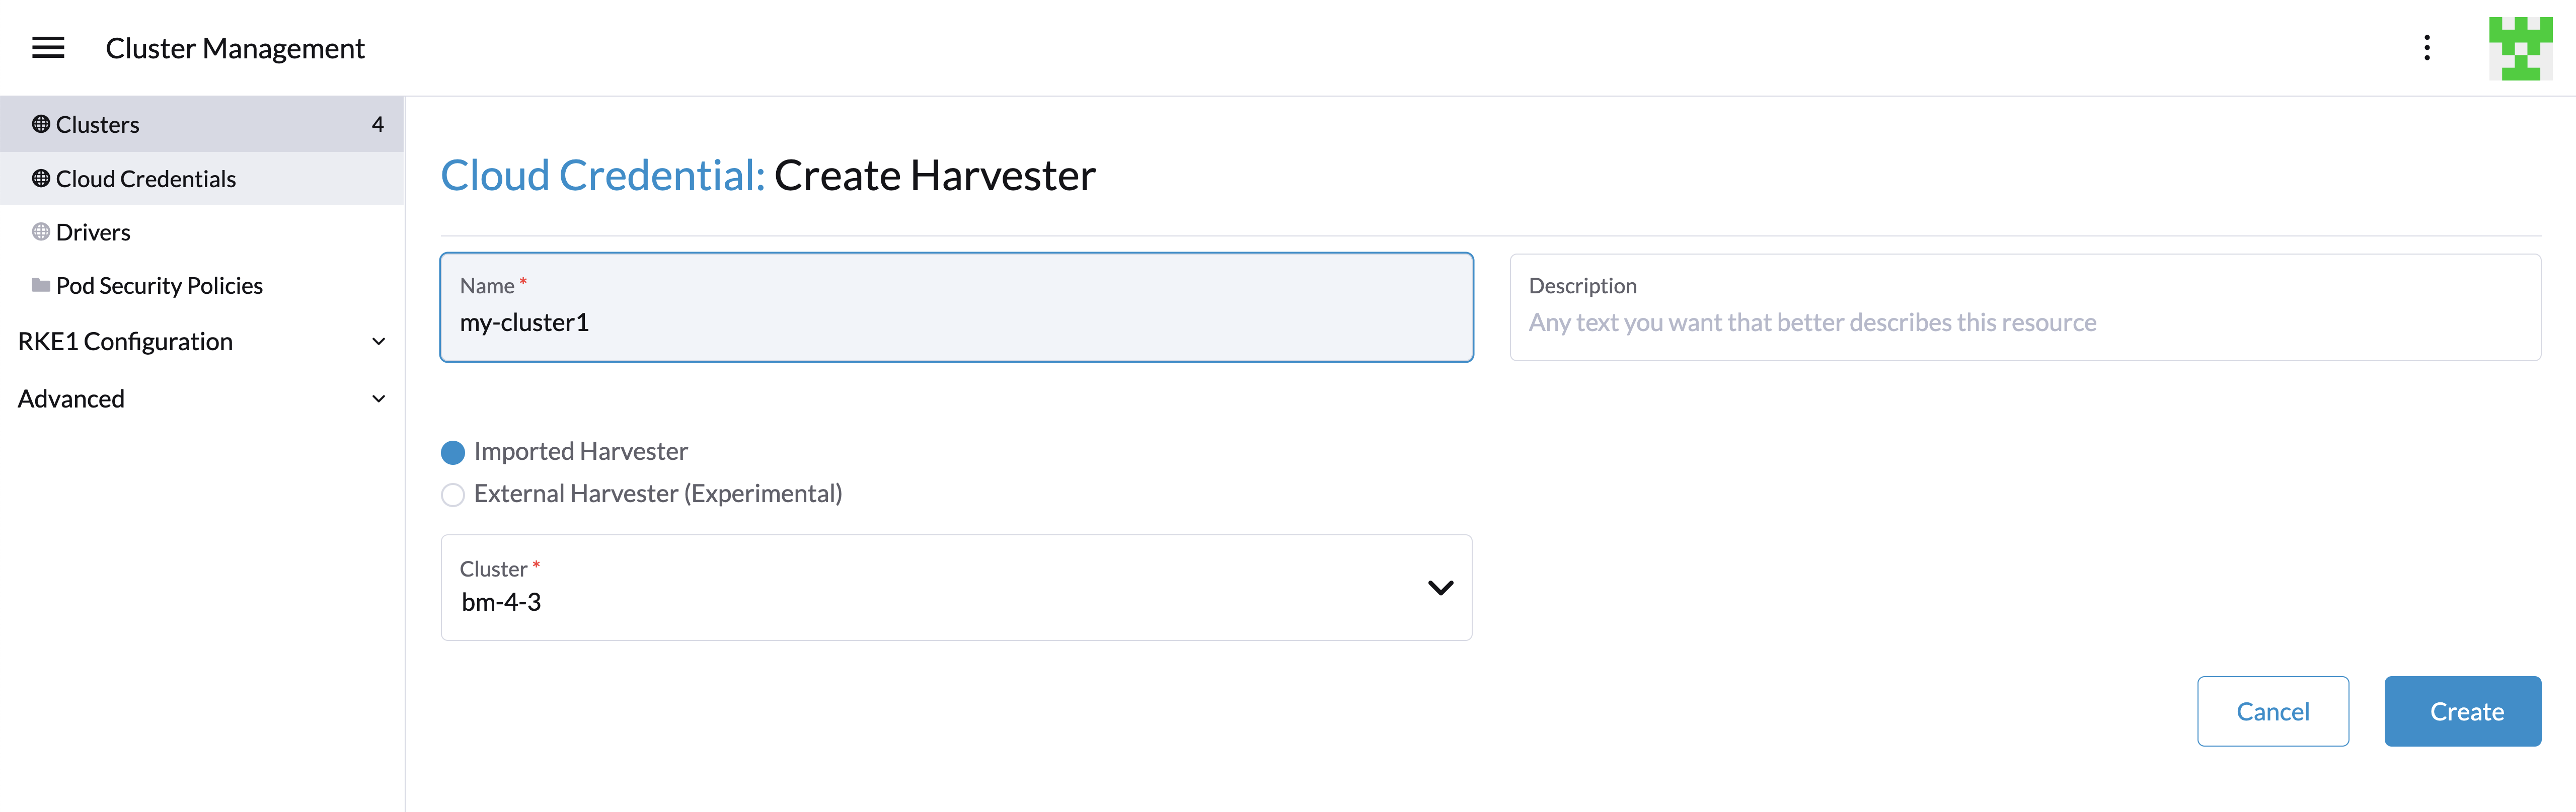 Cluster Management
Clusters 4
Cloud Credentials
Drivers
Pod Security Policies
RKE1 Configuration
Advanced
Cloud Credential: Create Harvester
Name *
my-cluster1
Description
Any text you want that better describes this resource
Imported Harvester
External Harvester (Experimental)
Cluster *
bm-4-3
Cancel
Create